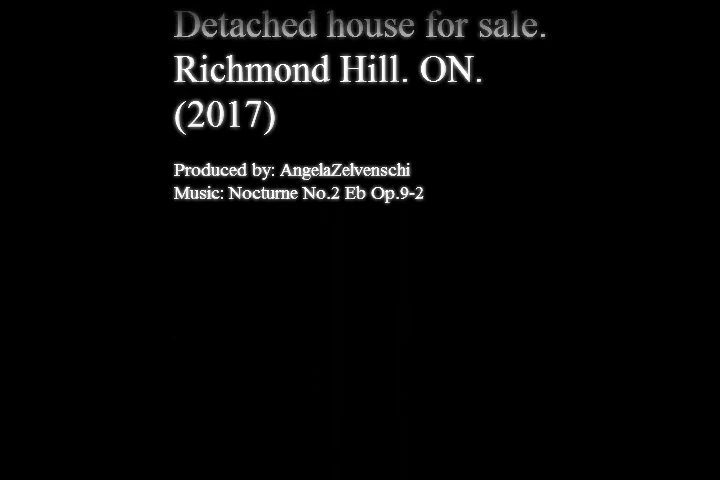 Detached house for sale.
Richmond Hill. ON.
(2017)
Produced by: AngelaZelvenschi
Music: Nocturne No.2 Eb Op.9-2